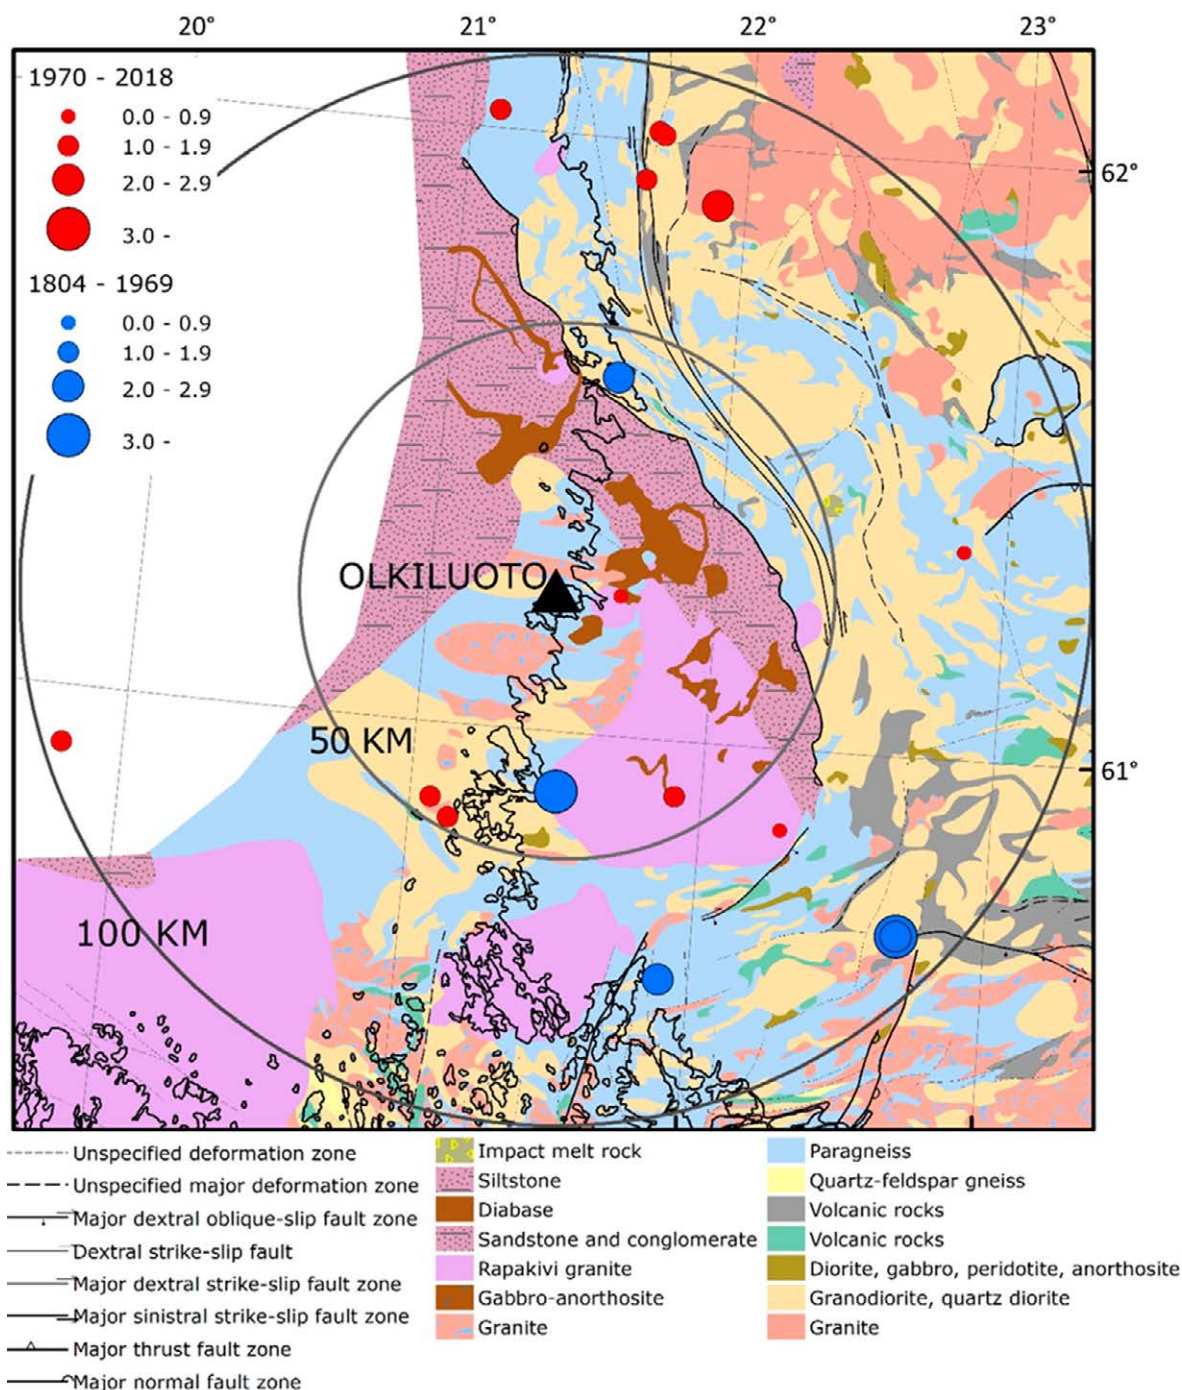 20° 21° 22° 23°
1970 - 2018
0.0 - 0.9
1.0 - 1.9
2.0 - 2.9
3.0 -
62°
1804 - 1969
0.0 - 0.9
1.0 - 1.9
2.0 - 2.9
3.0 -
OLKILUOTO
50 KM
61°
100 KM
Unspecified deformation zone
Unspecified major deformation zone
Major dextral oblique-slip fault zone
Dextral strike-slip fault
Major dextral strike-slip fault zone
Major sinistral strike-slip fault zone
Major thrust fault zone
Major normal fault zone
Impact melt rock
Siltstone
Diabase
Sandstone and conglomerate
Rapakivi granite
Gabbro-anorthosite
Granite
Paragneiss
Quartz-feldspar gneiss
Volcanic rocks
Volcanic rocks
Diorite, gabbro, peridotite, anorthosite
Granodiorite, quartz diorite
Granite